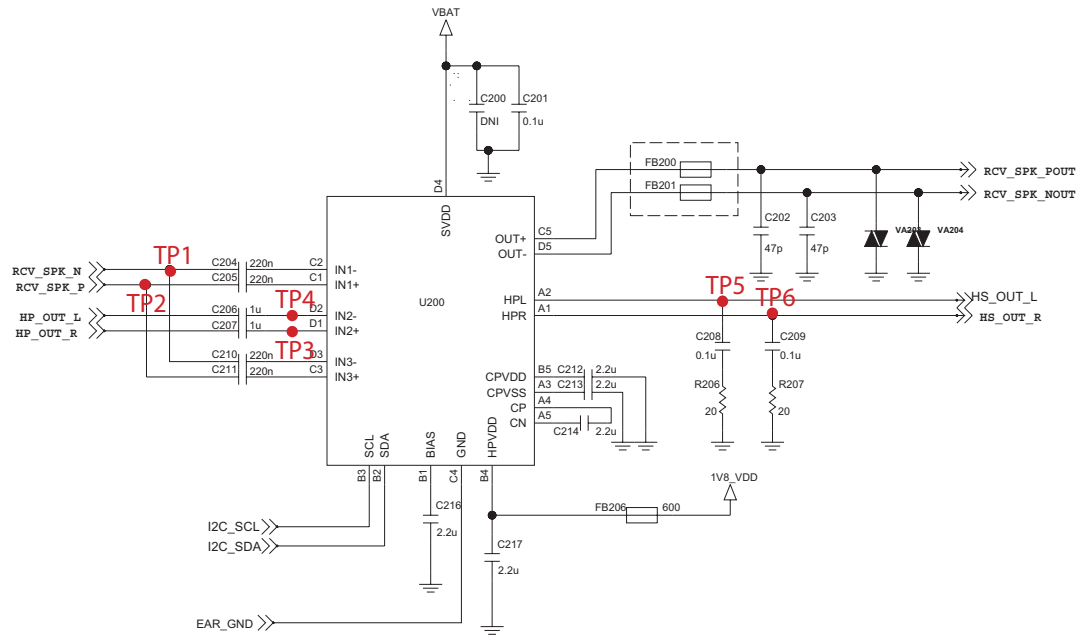 VBAT
C200
DNI
C201
0.1u
D4
SVDD
FB200
FB201
RCV_SPK_POUT
RCV_SPK_NOUT
C202
47p
C203
47p
VA204
C5
OUT+
D5
OUT-
TP1
TP2
RCV_SPK_N
RCV_SPK_P
C204
220n
C205
220n
C2
IN1-
C1
IN1+
U200
TP4
TP3
HP_OUT_L
HP_OUT_R
C206
1u
C207
1u
D2
IN2-
D1
IN2+
C210
220n
C211
220n
D3
IN3-
C3
IN3+
HPL
A2
HPR
A1
TP5
TP6
HS_OUT_L
HS_OUT_R
C208
0.1u
C209
0.1u
R206
20
R207
20
CPVDD
B5
C212
2.2u
CPVSS
A3
C213
2.2u
CP
A4
CN
A5
C214
2.2u
SCL
B3
SDA
B2
BIAS
B1
GND
C4
HPVDD
B4
C216
2.2u
C217
2.2u
FB206
600
1V8_VDD
I2C_SCL
I2C_SDA
EAR_GND